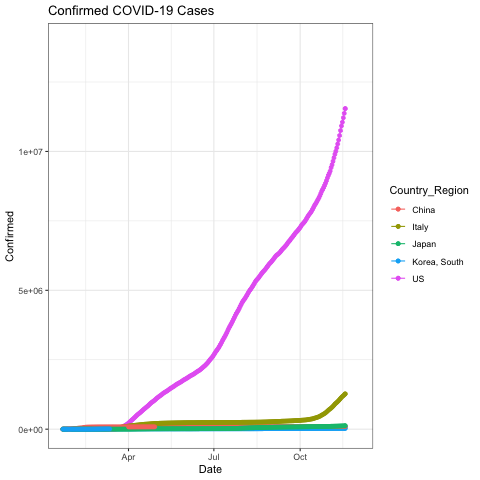 Confirmed COVID-19 Cases
Confirmed
1e+07
5e+06
0e+00
Apr
Jul
Oct
Date
Country_Region
China
Italy
Japan
Korea, South
US